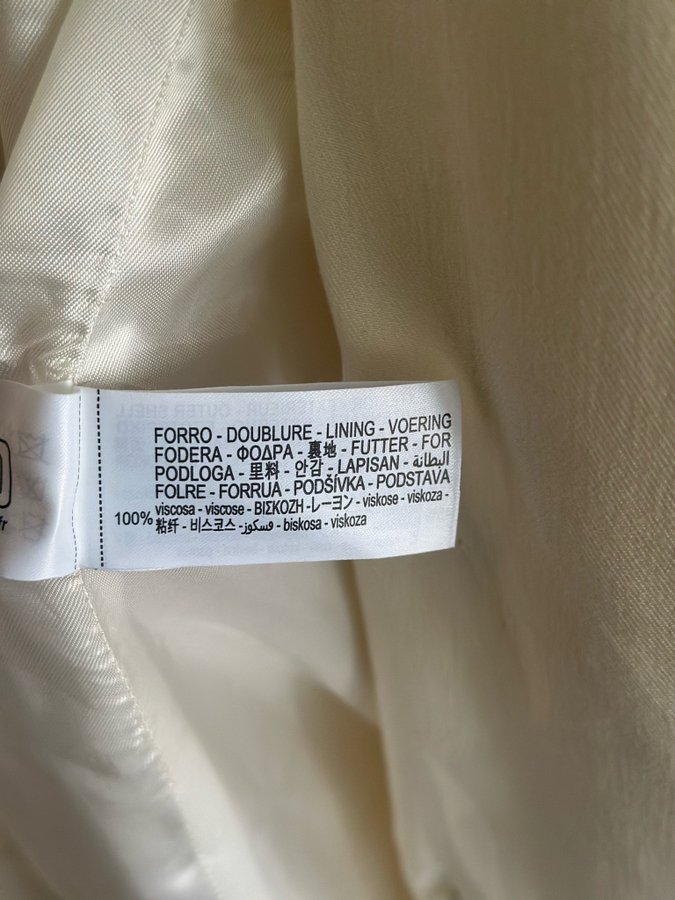 FORRO - DOUBLURE - LINING - VOERING
FODERA - ΦΟΔΡΑ - 裏地 - FUTTER - FOR
PODLOGA - 里料 - 안감 - LAPISAN - البطانة
FOLRE - FORRUA - PODŠÍVKA - PODSTAVA
viscosa - viscose - ΒΙΣΚΟΖΗ - レーヨン - viskose - viskoza -
100% 粘纤 - 비스코스 - فسكوز - biskosa - viskoza
fr